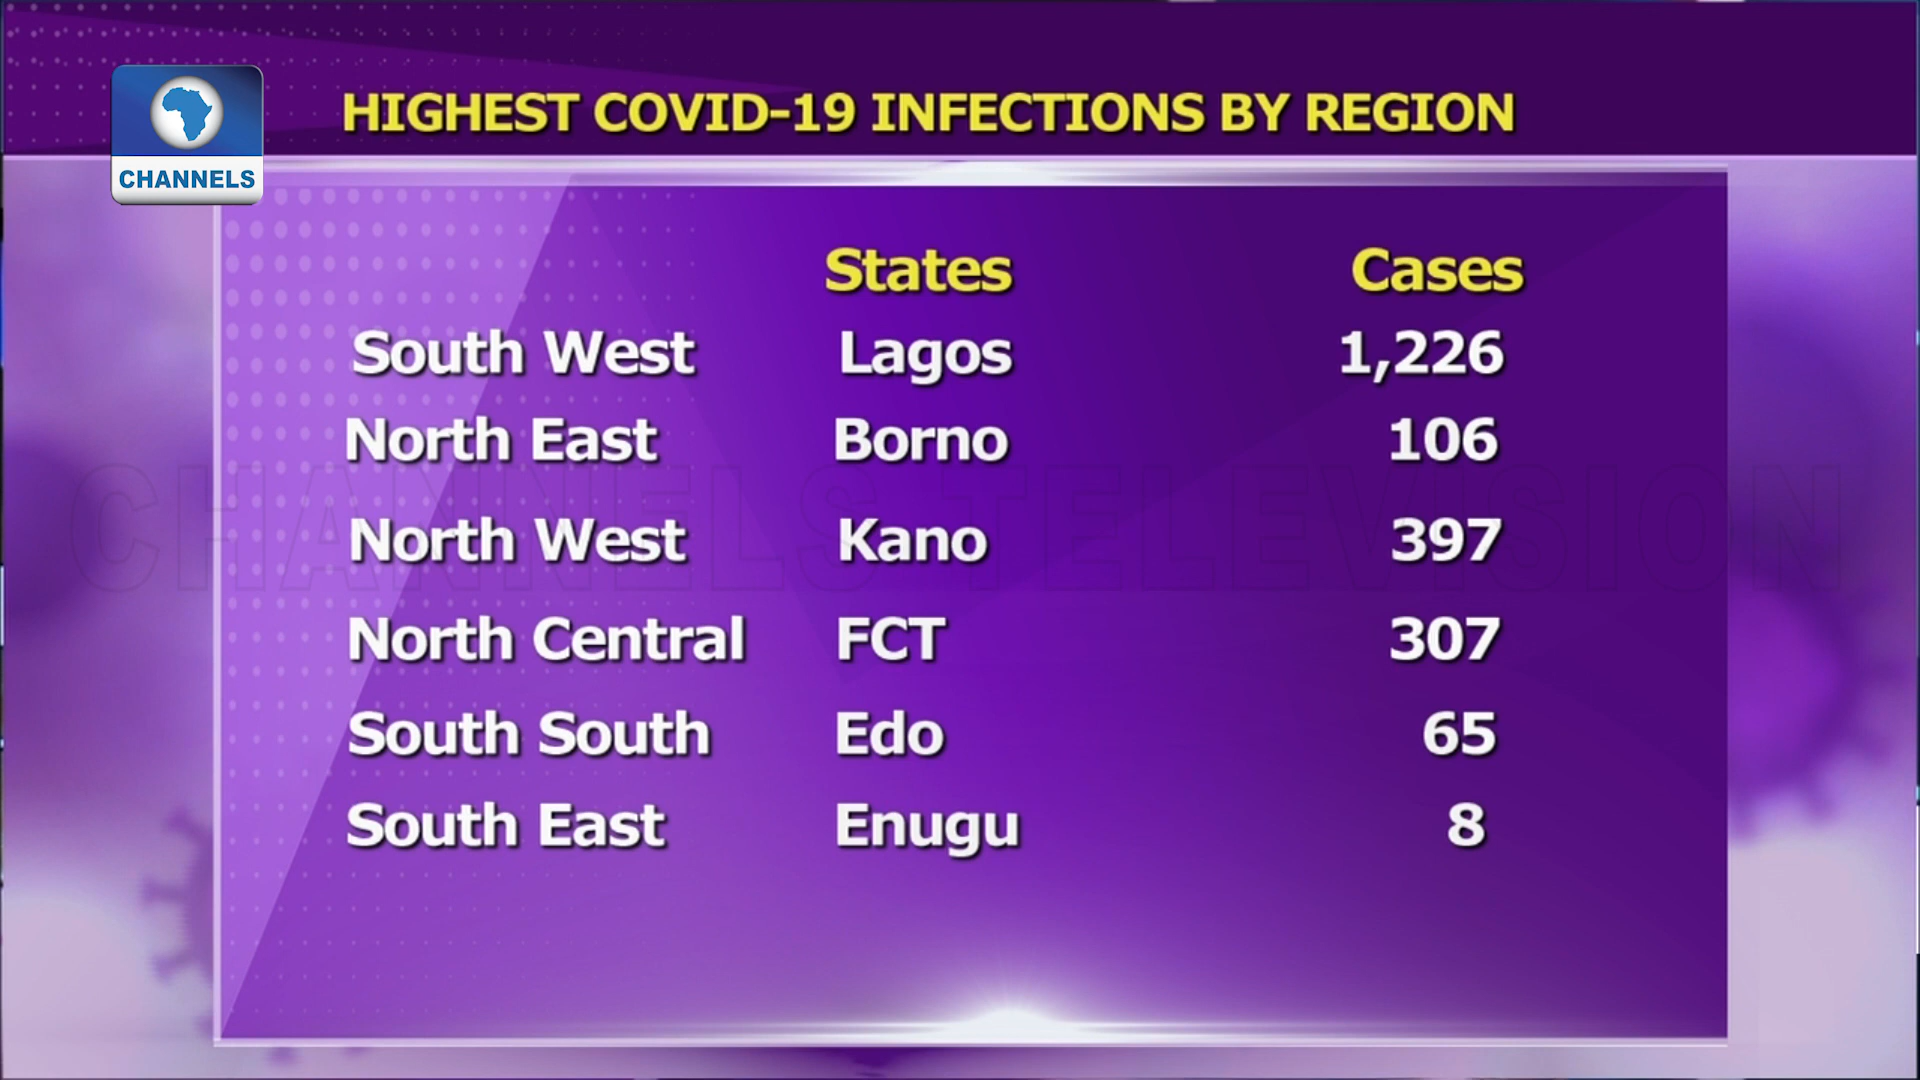 CHANNELS
HIGHEST COVID-19 INFECTIONS BY REGION
States Cases
South West Lagos 1,226
North East Borno 106
North West Kano 397
North Central FCT 307
South South Edo 65
South East Enugu 8
CHANNELS TELEVISION